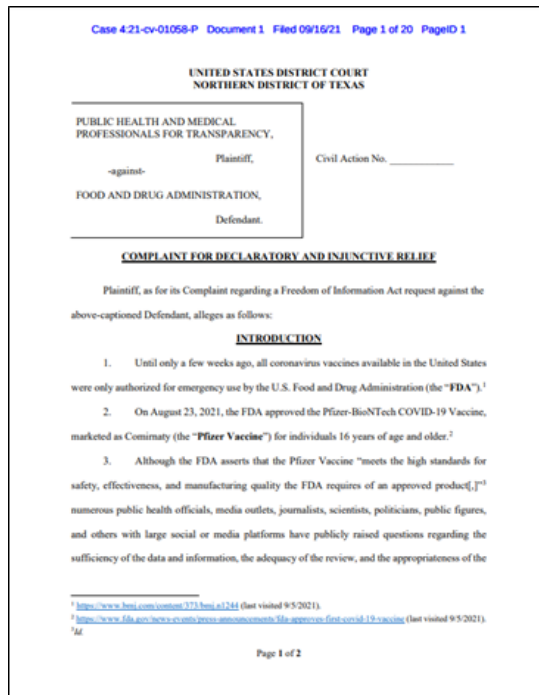 Case 4:21-cv-01058-P Document 1 Filed 09/16/21 Page 1 of 20 PageID 1
UNITED STATES DISTRICT COURT
NORTHERN DISTRICT OF TEXAS
PUBLIC HEALTH AND MEDICAL
PROFESSIONALS FOR TRANSPARENCY,
Plaintiff,
Civil Action No. ____________
-against-
FOOD AND DRUG ADMINISTRATION,
Defendant.
COMPLAINT FOR DECLARATORY AND INJUNCTIVE RELIEF
Plaintiff, as for its Complaint regarding a Freedom of Information Act request against the
above-captioned Defendant, alleges as follows:
INTRODUCTION
1. Until only a few weeks ago, all coronavirus vaccines available in the United States
were only authorized for emergency use by the U.S. Food and Drug Administration (the “FDA”).1
2. On August 23, 2021, the FDA approved the Pfizer-BioNTech COVID-19 Vaccine,
marketed as Comirnaty (the “Pfizer Vaccine”) for individuals 16 years of age and older.2
3. Although the FDA asserts that the Pfizer Vaccine “meets the high standards for
safety, effectiveness, and manufacturing quality the FDA requires of an approved product[,]”3
numerous public health officials, media outlets, journalists, scientists, politicians, public figures,
and others with large social or media platforms have publicly raised questions regarding the
sufficiency of the data and information, the adequacy of the review, and the appropriateness of the
1 https://www.bmj.com/content/373/bmj.n1244 (last visited 9/5/2021).
2 https://www.fda.gov/news-events/press-announcements/fda-approves-first-covid-19-vaccine (last visited 9/5/2021).
3 Id.
Page 1 of 2